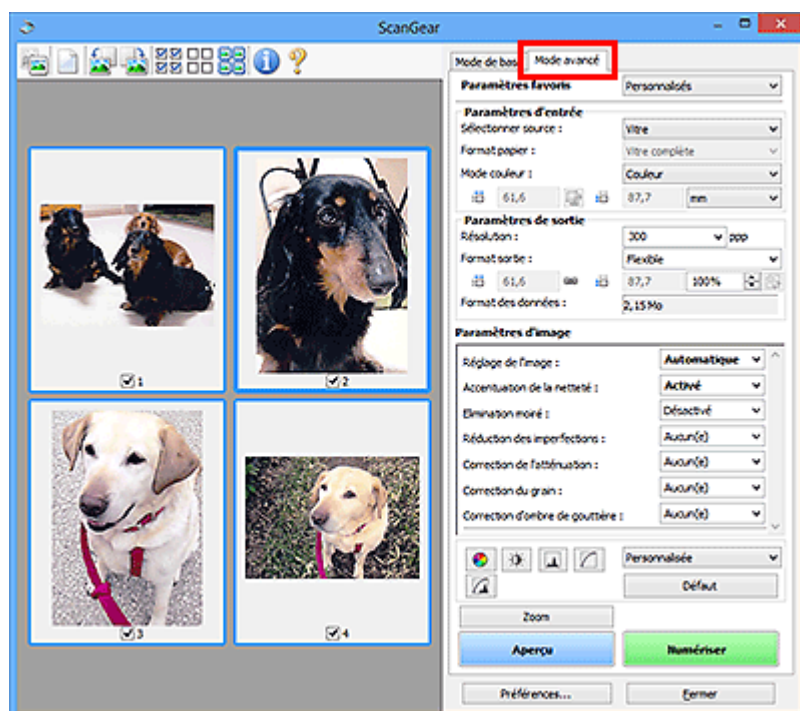 ScanGear
Mode de bas Mode avancé
Paramètres favoris Personnalisés
Paramètres d'entrée
Sélectionner source : Vitre
Format papier : Vitre complète
Mode couleur : Couleur
61,6 87,7 mm
Paramètres de sortie
Résolution : 300 ppp
Format sortie : Flexible
61,6 87,7 100%
Format des données : 2,15 Mo
Paramètres d'image
Réglage de l'image : Automatique
Accentuation de la netteté : Activé
Elimination moiré : Désactivé
Réduction des imperfections : Aucun(e)
Correction de l'atténuation : Aucun(e)
Correction du grain : Aucun(e)
Correction d'ombre de gouttière : Aucun(e)
Personnalisée
Défaut
Zoom
Aperçu Numériser
Préférences... Fermer
1
2
3
4